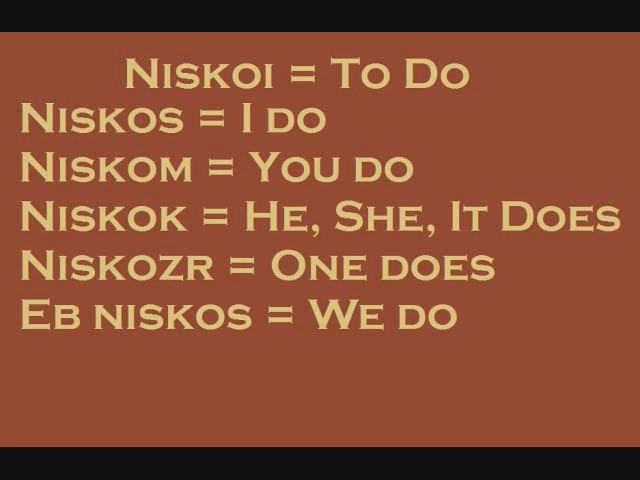 Niskoi = To Do
Niskos = I do
Niskom = You do
Niskok = He, She, It Does
Niskozr = One does
Eb niskos = We do